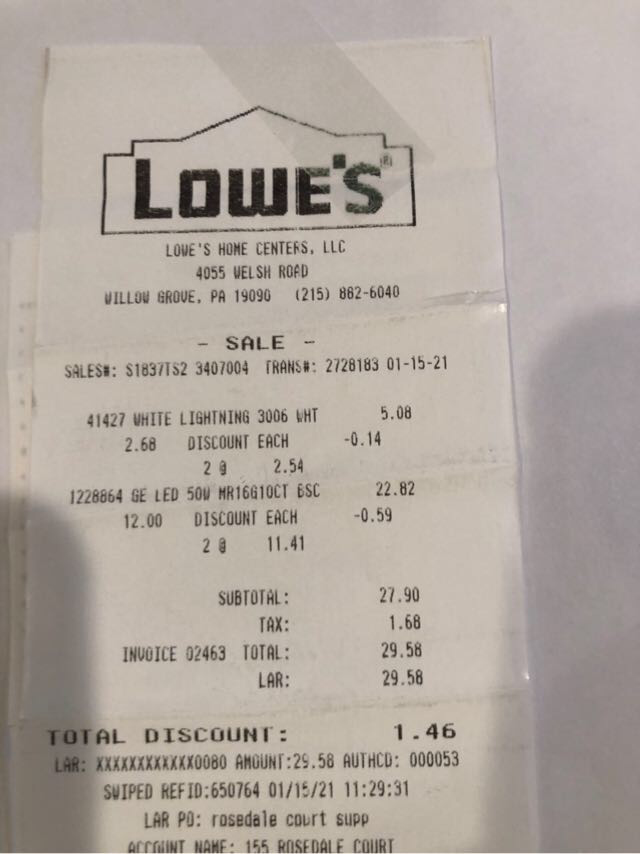 LOWE'S®
LOWE'S HOME CENTERS, LLC
4055 WELSH ROAD
WILLOW GROVE, PA 19090 (215) 882-6040
- SALE -
SALES#: S1837TS2 3407004 TRANS#: 2728183 01-15-21
41427 WHITE LIGHTNING 3006 WHT 5.08
2.68 DISCOUNT EACH -0.14
2 @ 2.54
1228864 GE LED 50W MR16G10CT BSC 22.82
12.00 DISCOUNT EACH -0.59
2 @ 11.41
SUBTOTAL: 27.90
TAX: 1.68
INVOICE 02463 TOTAL: 29.58
LAR: 29.58
TOTAL DISCOUNT: 1.46
LAR: XXXXXXXXXXXX0080 AMOUNT:29.58 AUTHCD: 000053
SWIPED REFID:650764 01/15/21 11:29:31
LAR PO: rosedale court supp
ACCOUNT NAME: 155 ROSEDALE COURT